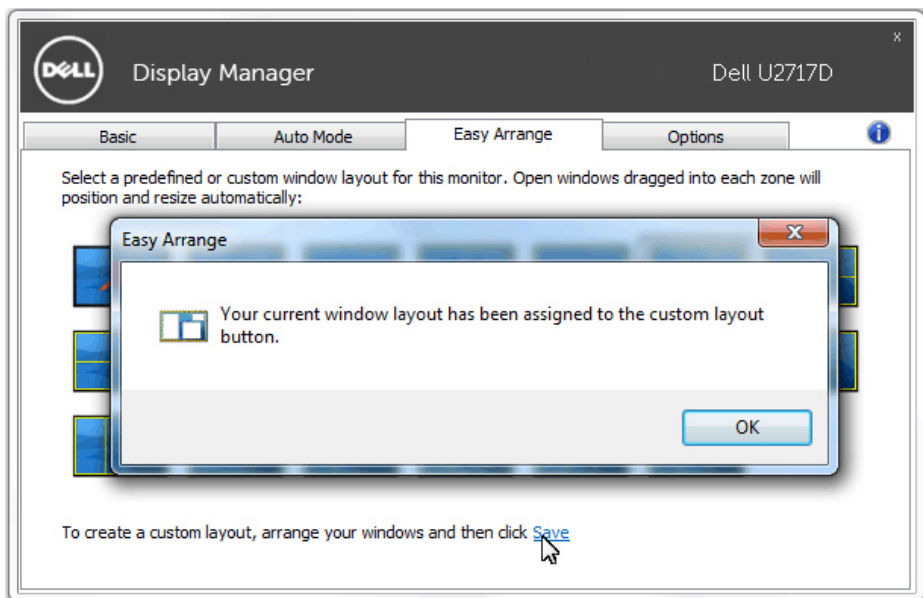 DELL
Display Manager
Dell U2717D
x
Basic
Auto Mode
Easy Arrange
Options
i
Select a predefined or custom window layout for this monitor. Open windows dragged into each zone will
position and resize automatically:
Easy Arrange
x
Your current window layout has been assigned to the custom layout
button.
OK
To create a custom layout, arrange your windows and then click Save